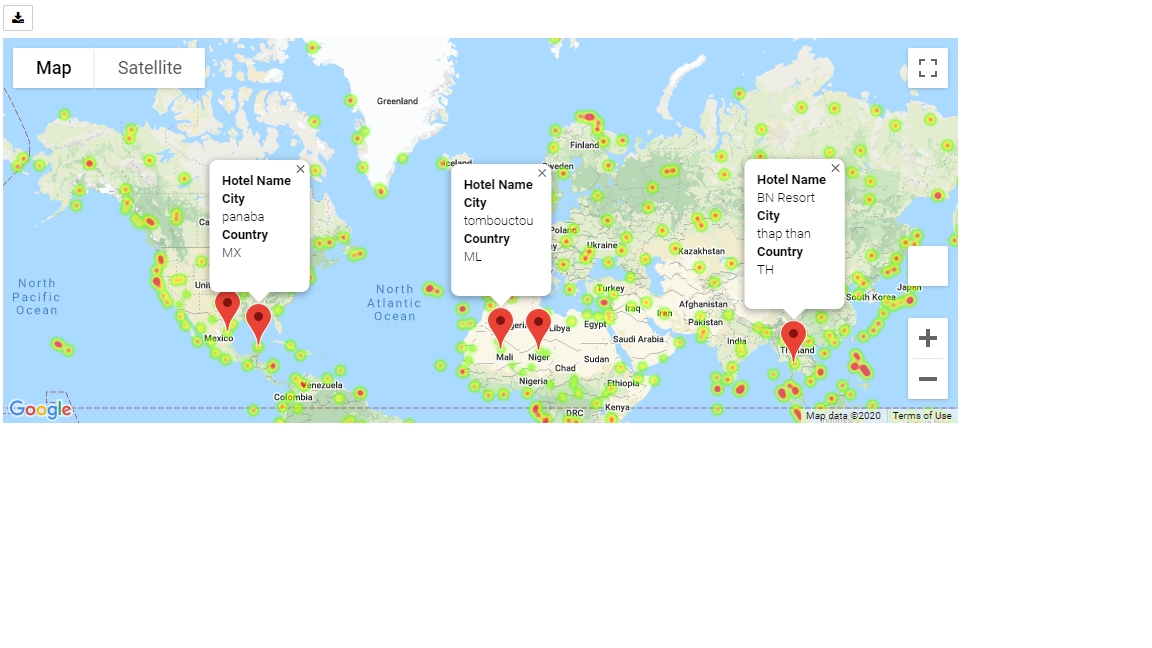 Map
Satellite
Greenland
Iceland
Finland
Sweden
Hotel Name
City
panaba
Country
MX
Hotel Name
City
tombouctou
Country
ML
Hotel Name
BN Resort
City
thap than
Country
TH
Poland
Ukraine
Kazakhstan
North
Pacific
Ocean
North
Atlantic
Ocean
Turkey
South Korea
Japan
Afghanistan
Iraq
Iran
Pakistan
Libya
Egypt
Saudi Arabia
India
Mexico
Mali
Niger
Thailand
Sudan
Chad
Venezuela
Nigeria
Ethiopia
Colombia
Kenya
DRC
Google
Map data ©2020
Terms of Use